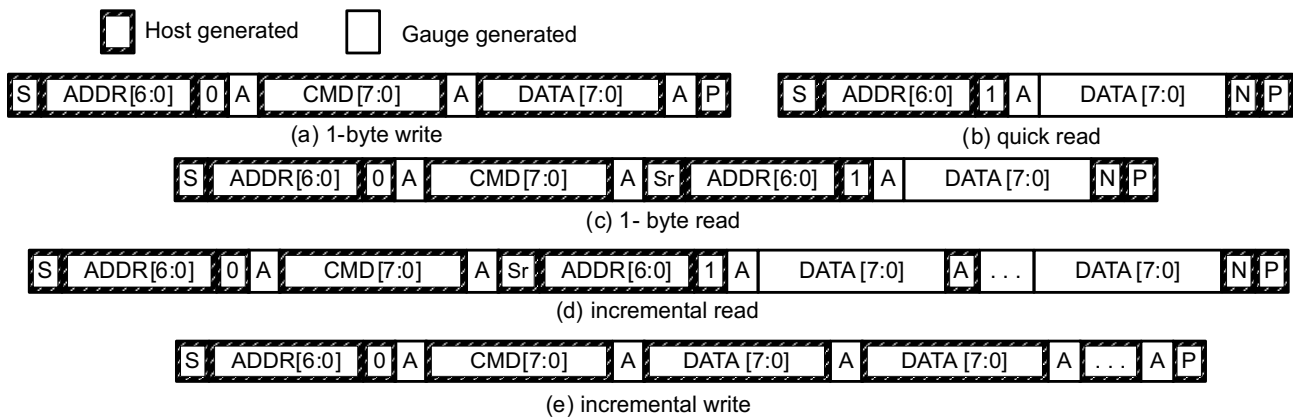 Host generated Gauge generated
S ADDR[6:0] 0 A CMD[7:0] A DATA[7:0] A P
(a) 1-byte write
S ADDR[6:0] 1 A DATA[7:0] N P
(b) quick read
S ADDR[6:0] 0 A CMD[7:0] A Sr ADDR[6:0] 1 A DATA[7:0] N P
(c) 1- byte read
S ADDR[6:0] 0 A CMD[7:0] A Sr ADDR[6:0] 1 A DATA[7:0] A . . . DATA[7:0] N P
(d) incremental read
S ADDR[6:0] 0 A CMD[7:0] A DATA[7:0] A DATA[7:0] A . . . A P
(e) incremental write